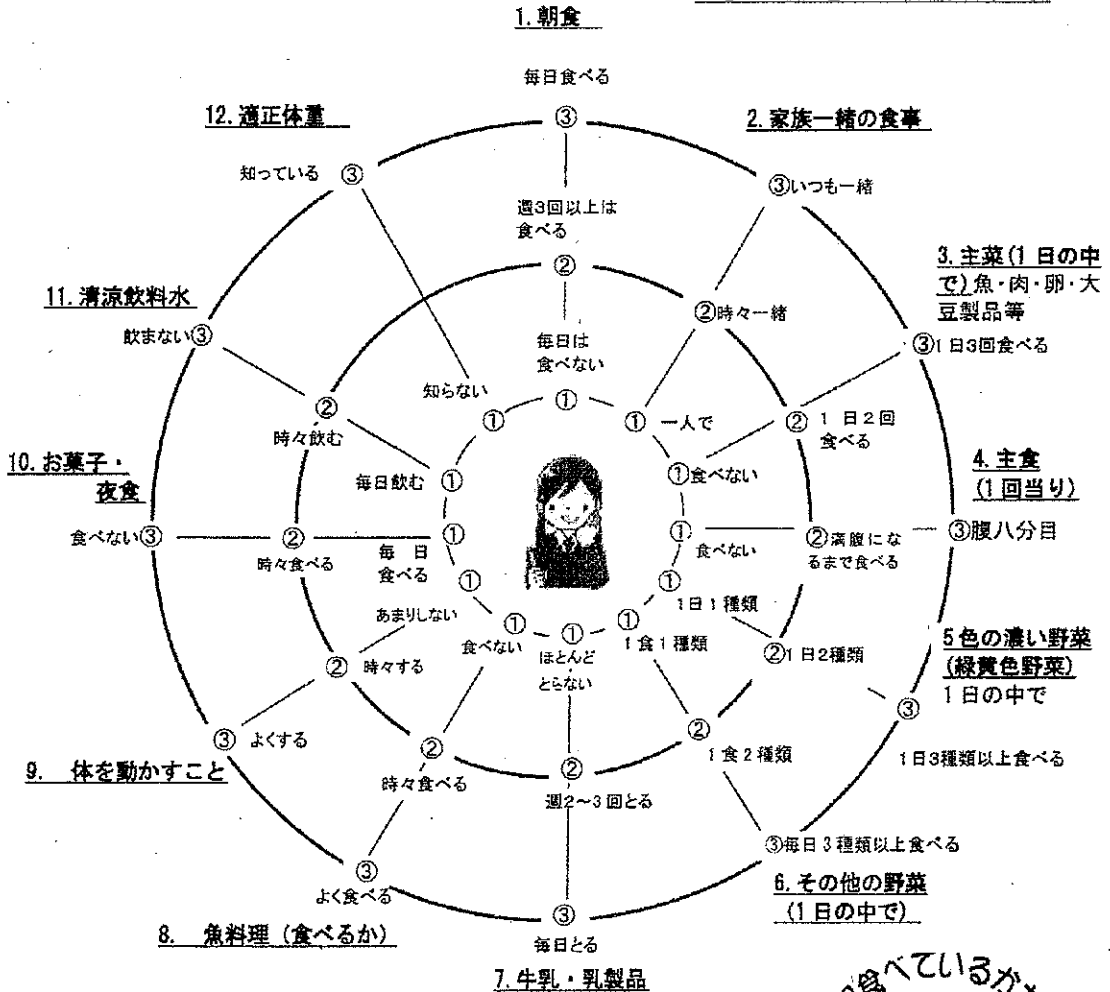 1. 朝食
毎日食べる
③
週3回以上は
食べる
②
毎日は
食べない
①
2. 家族一緒の食事
③いつも一緒
②時々一緒
①
一人で
3. 主菜(1日の中
で)魚・肉・卵・大
豆製品等
③1日3回食べる
②
1日2回
食べる
①食べない
4. 主食
(1回当り)
③腹八分目
②満腹にな
るまで食べる
①
食べない
5色の濃い野菜
(緑黄色野菜)
1日の中で
③
1日3種類以上食べる
②1日2種類
①
1日1種類
6. その他の野菜
(1日の中で)
③毎日3種類以上食べる
②
1食2種類
①
1食1種類
7. 牛乳・乳製品
毎日とる
③
②
週2~3回とる
①
ほとんど
とらない
8. 魚料理(食べるか)
③
よく食べる
②
時々食べる
①
食べない
9. 体を動かすこと
③ よくする
② 時々する
①
あまりしない
10. お菓子・
夜食
食べない③
②
時々食べる
①
毎日
食べる
11. 清涼飲料水
飲まない③
②
時々飲む
①
毎日飲む
12. 適正体重
知っている ③
知らない
①
食べているか